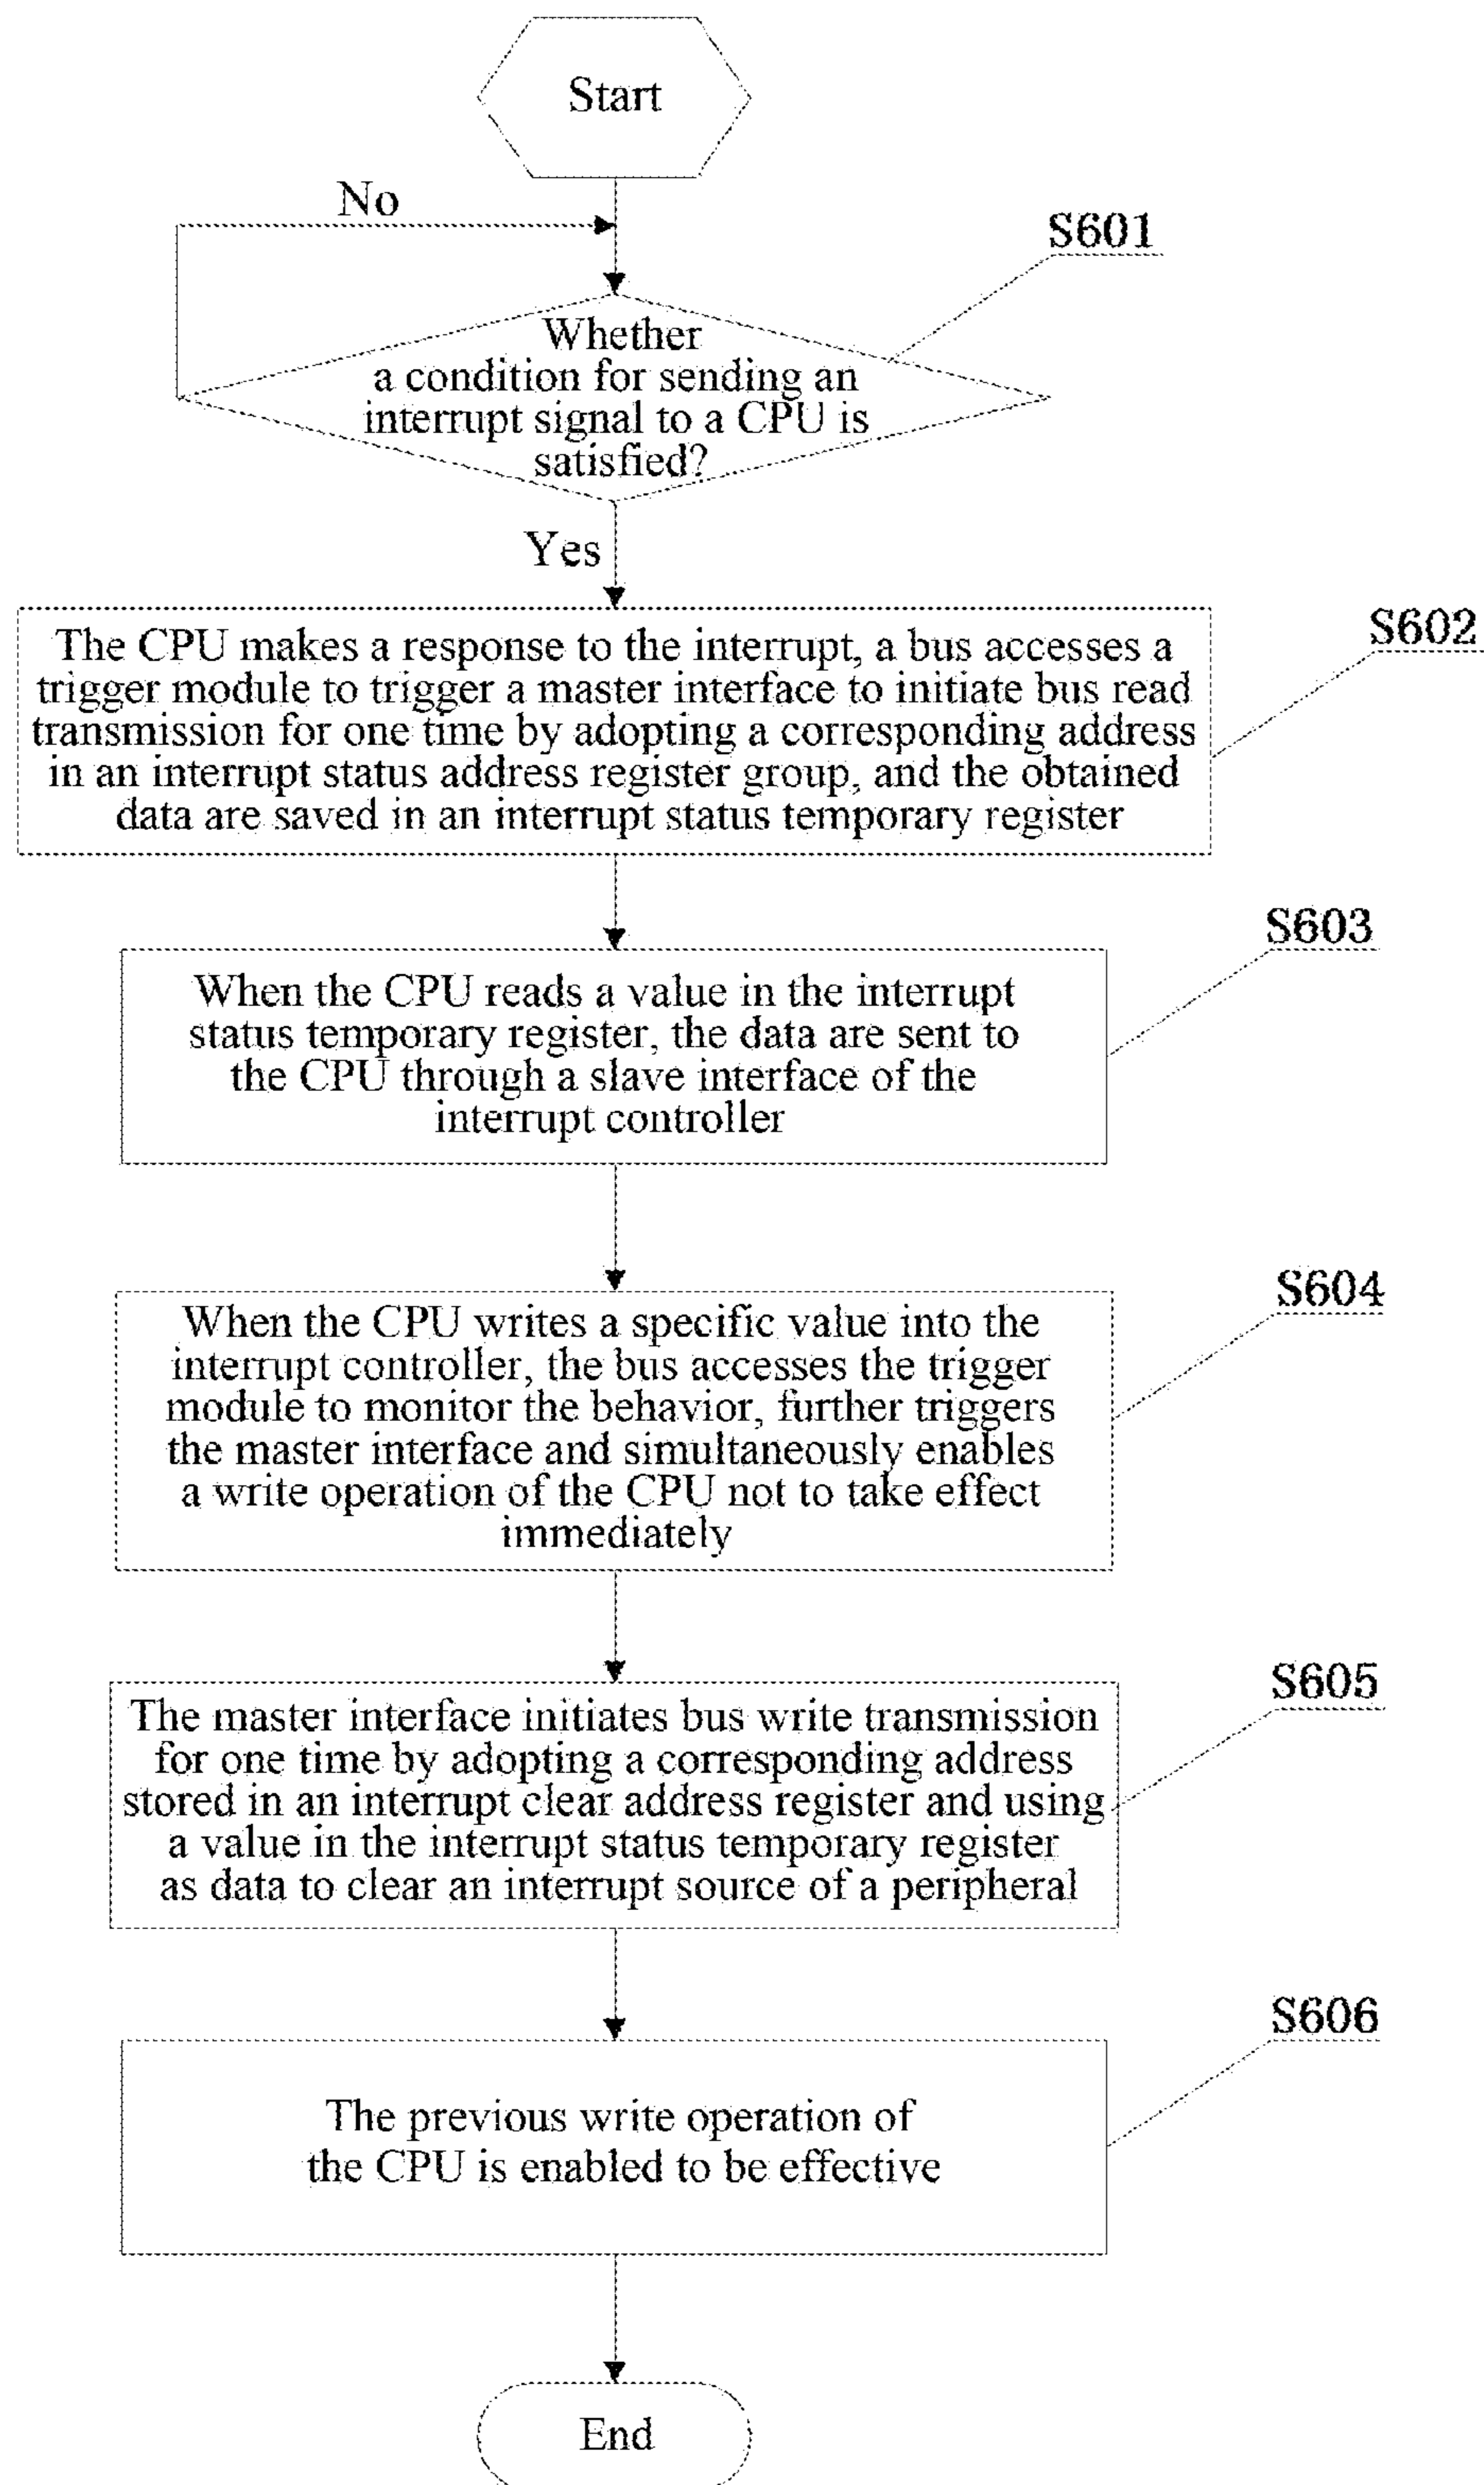 Start
No
S601
Whether
a condition for sending an
interrupt signal to a CPU is
satisfied?
Yes
S602
The CPU makes a response to the interrupt, a bus accesses a
trigger module to trigger a master interface to initiate bus read
transmission for one time by adopting a corresponding address
in an interrupt status address register group, and the obtained
data are saved in an interrupt status temporary register
S603
When the CPU reads a value in the interrupt
status temporary register, the data are sent to
the CPU through a slave interface of the
interrupt controller
S604
When the CPU writes a specific value into the
interrupt controller, the bus accesses the trigger
module to monitor the behavior, further triggers
the master interface and simultaneously enables
a write operation of the CPU not to take effect
immediately
S605
The master interface initiates bus write transmission
for one time by adopting a corresponding address
stored in an interrupt clear address register and using
a value in the interrupt status temporary register
as data to clear an interrupt source of a peripheral
S606
The previous write operation of
the CPU is enabled to be effective
End